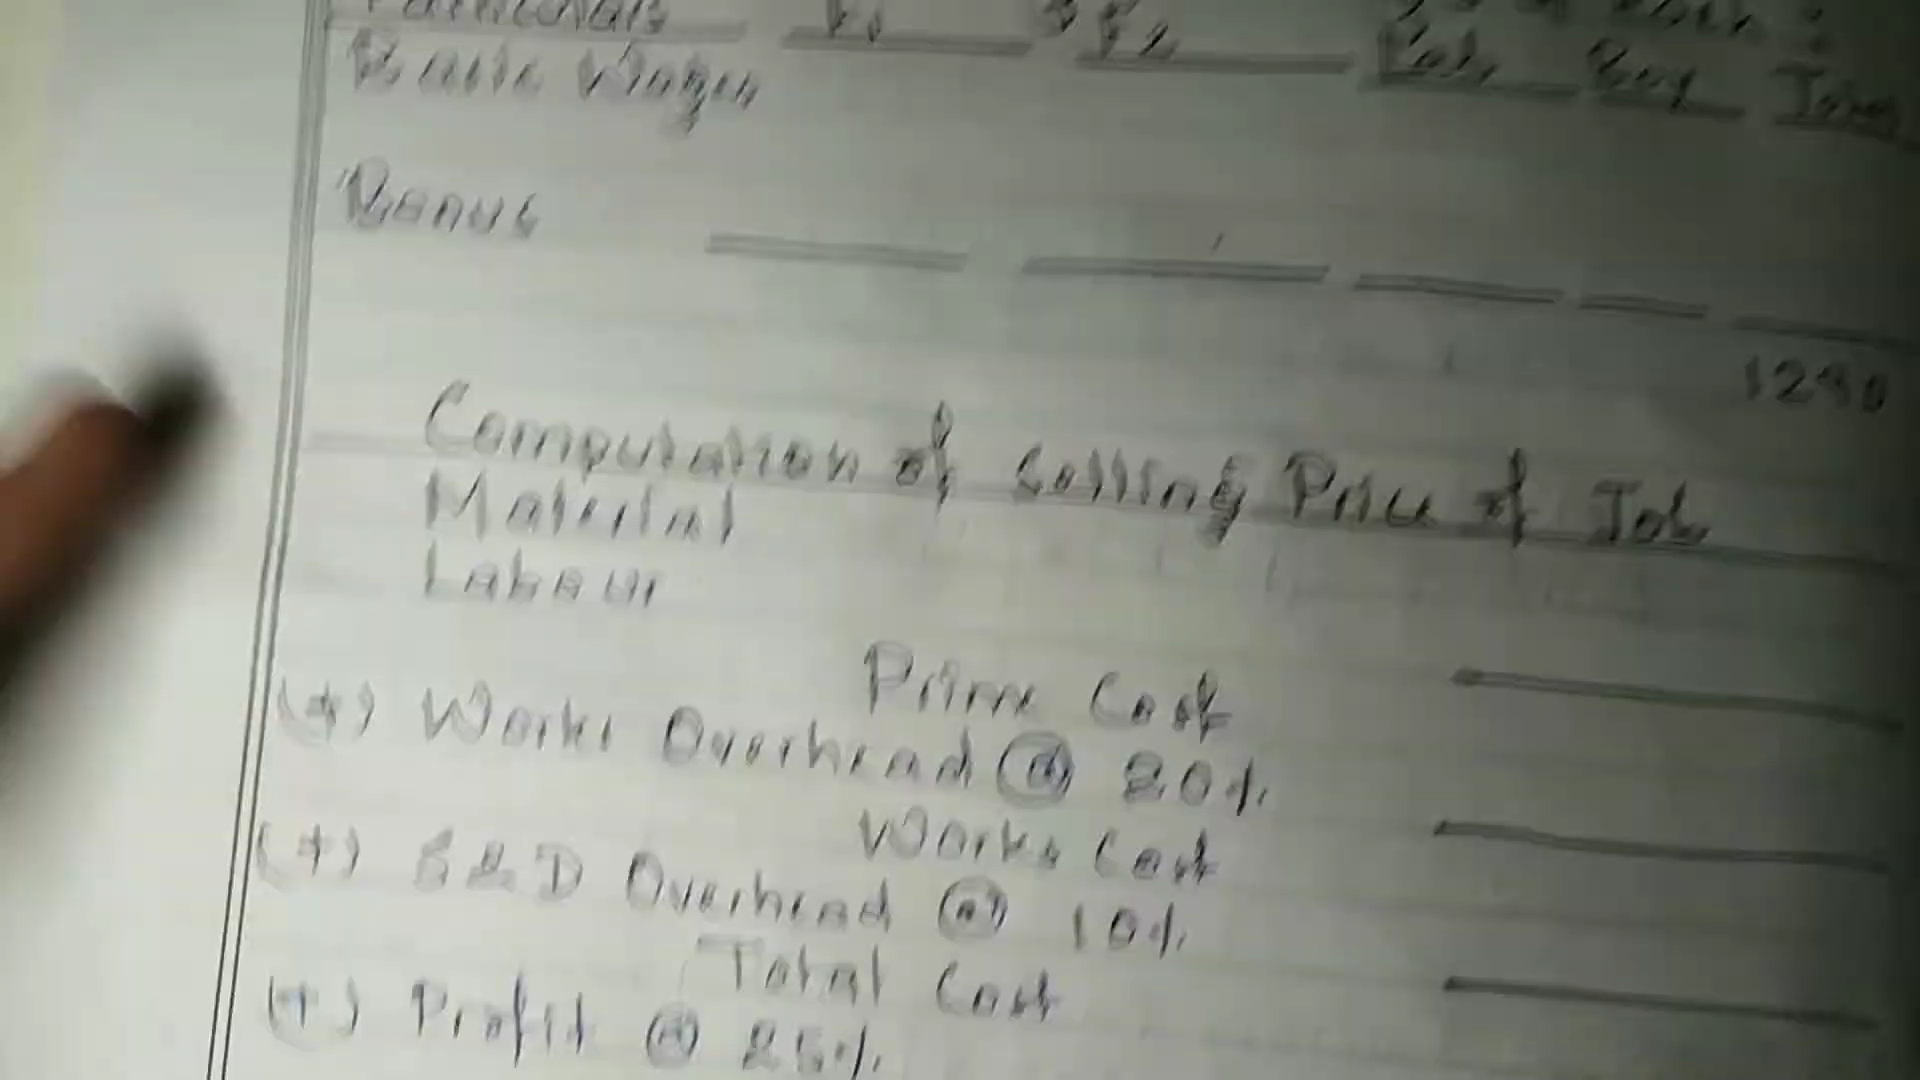 Particulars
Basic Wages
Bonus
1290
Computation of Selling Price of Job
Material
Labour
Prime Cost
(+) Works Overhead @ 20%
Works Cost
(+) S & D Overhead @ 10%
Total Cost
(+) Profit @ 25%